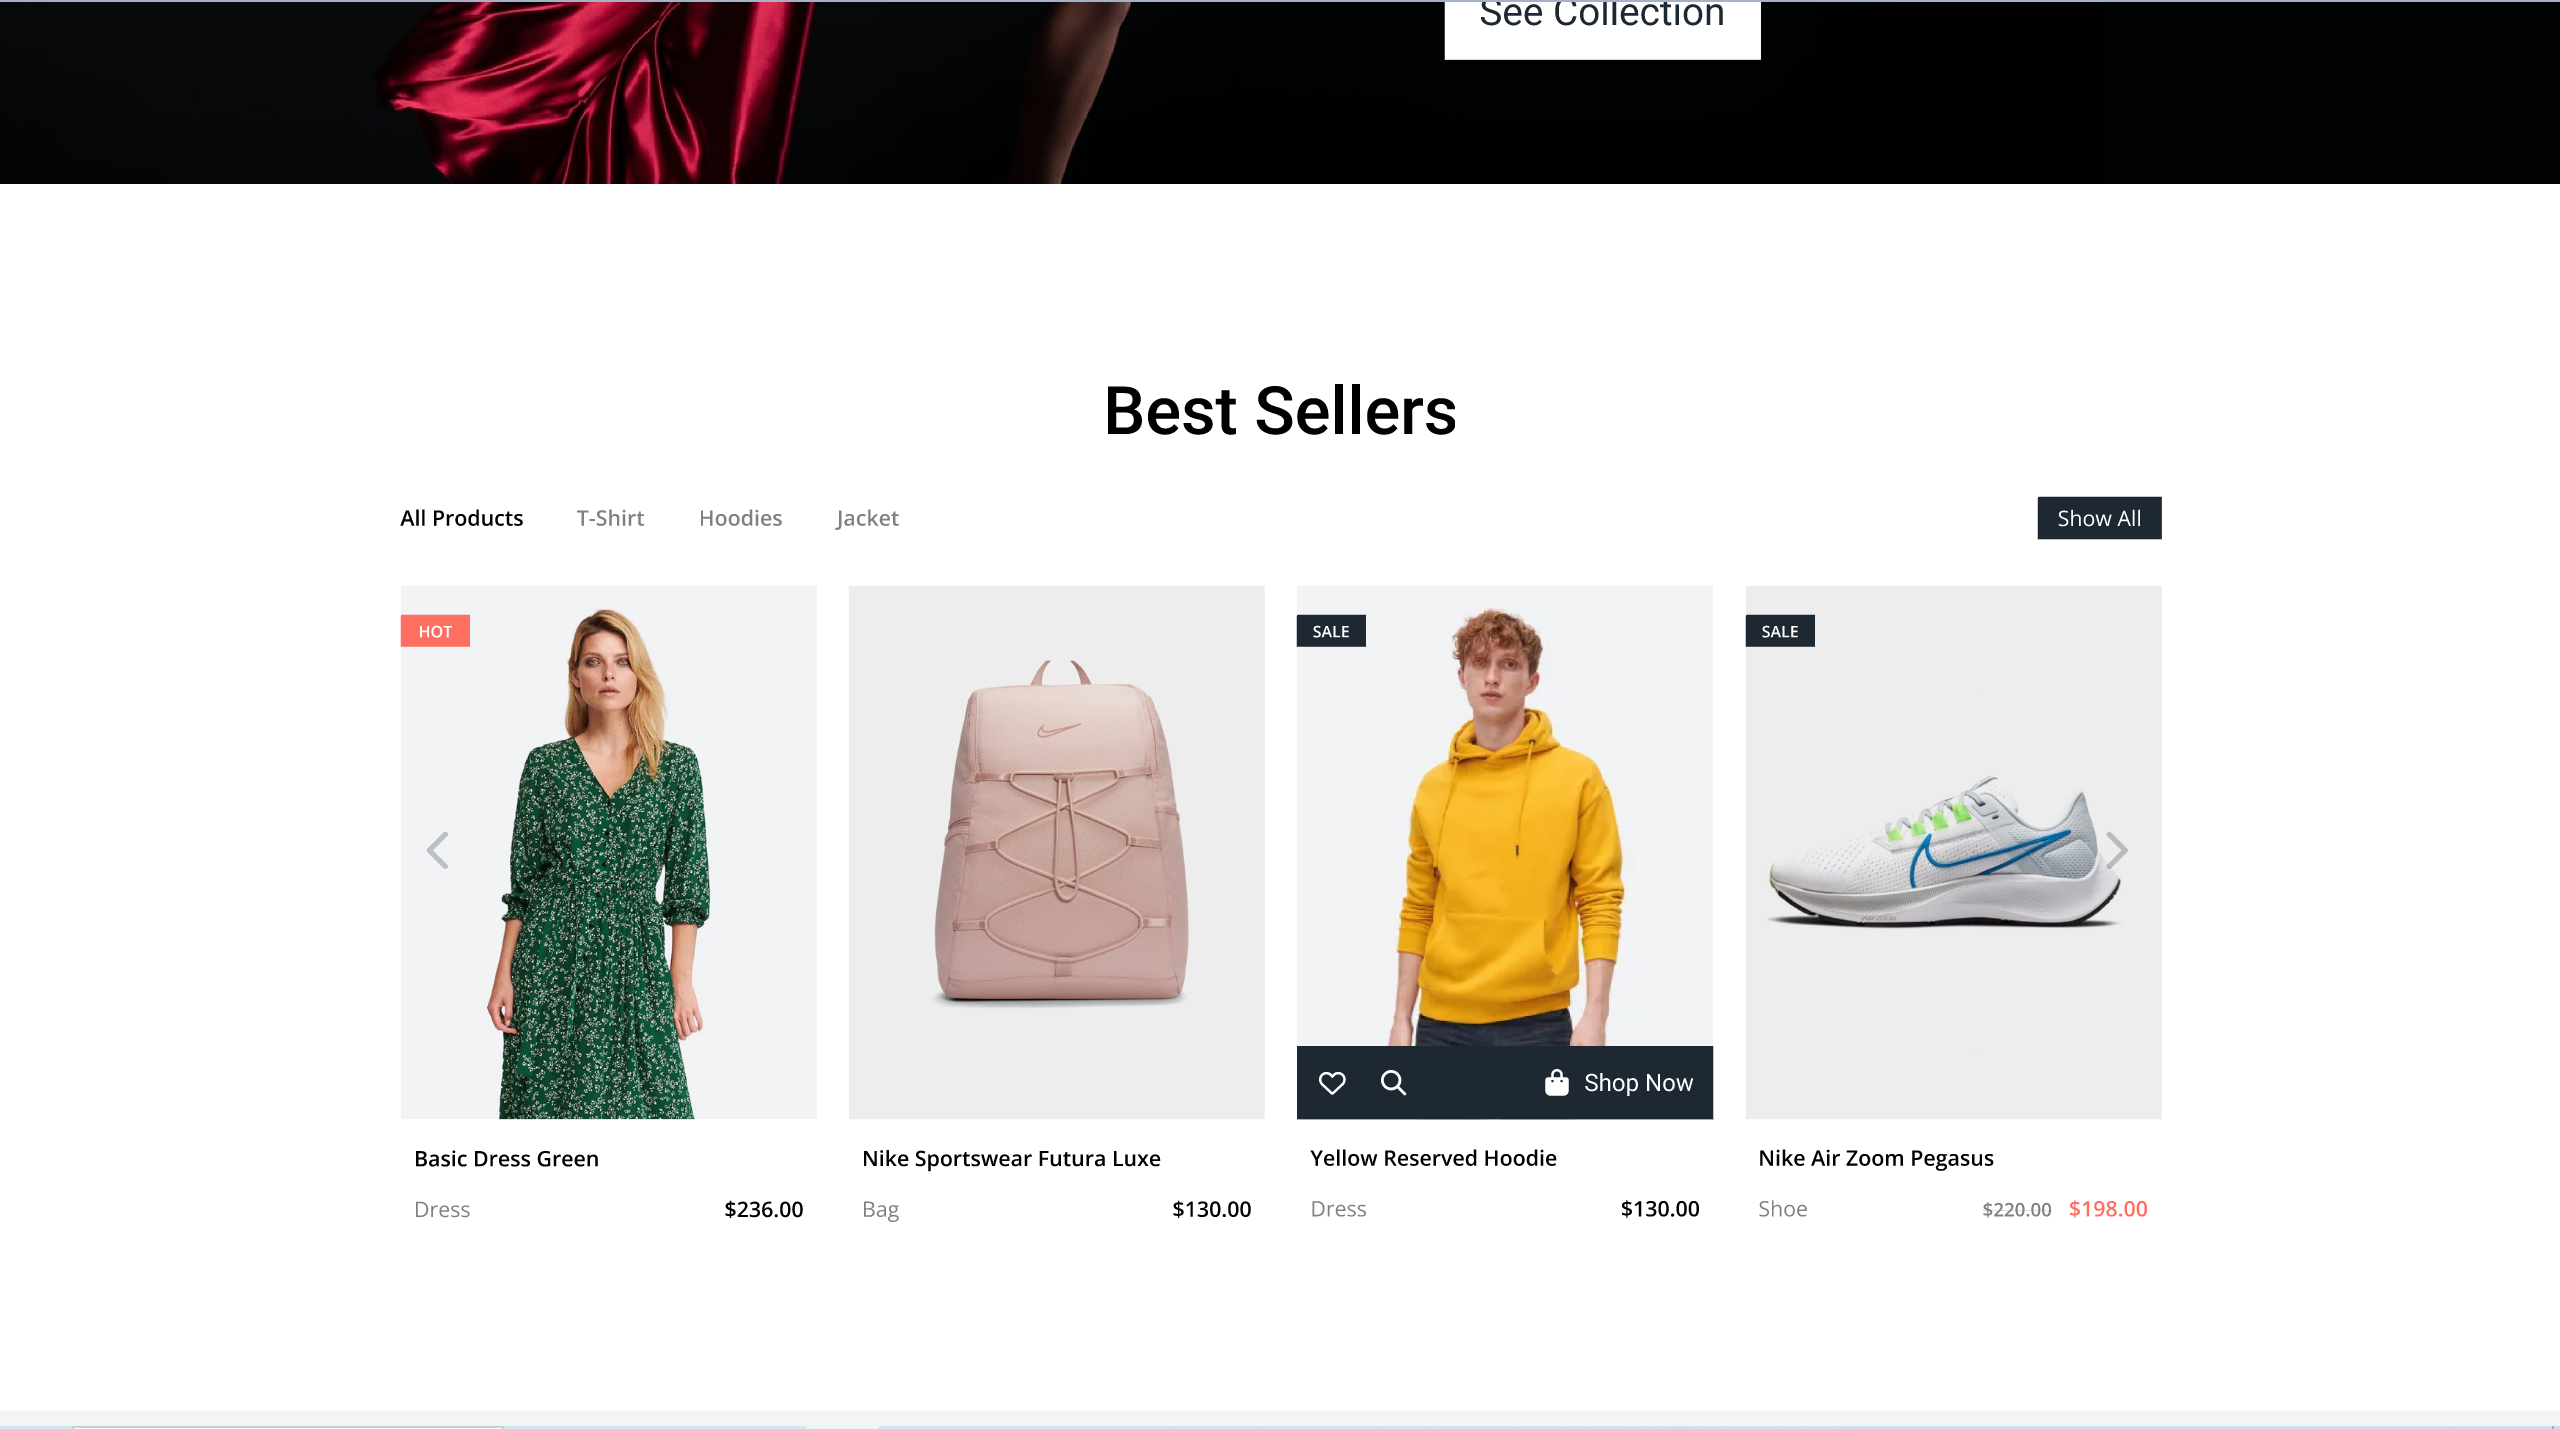 See Collection
Best Sellers
All Products T-Shirt Hoodies Jacket Show All
HOT
SALE
SALE
Shop Now
Basic Dress Green
Dress $236.00
Nike Sportswear Futura Luxe
Bag $130.00
Yellow Reserved Hoodie
Dress $130.00
Nike Air Zoom Pegasus
Shoe $220.00 $198.00